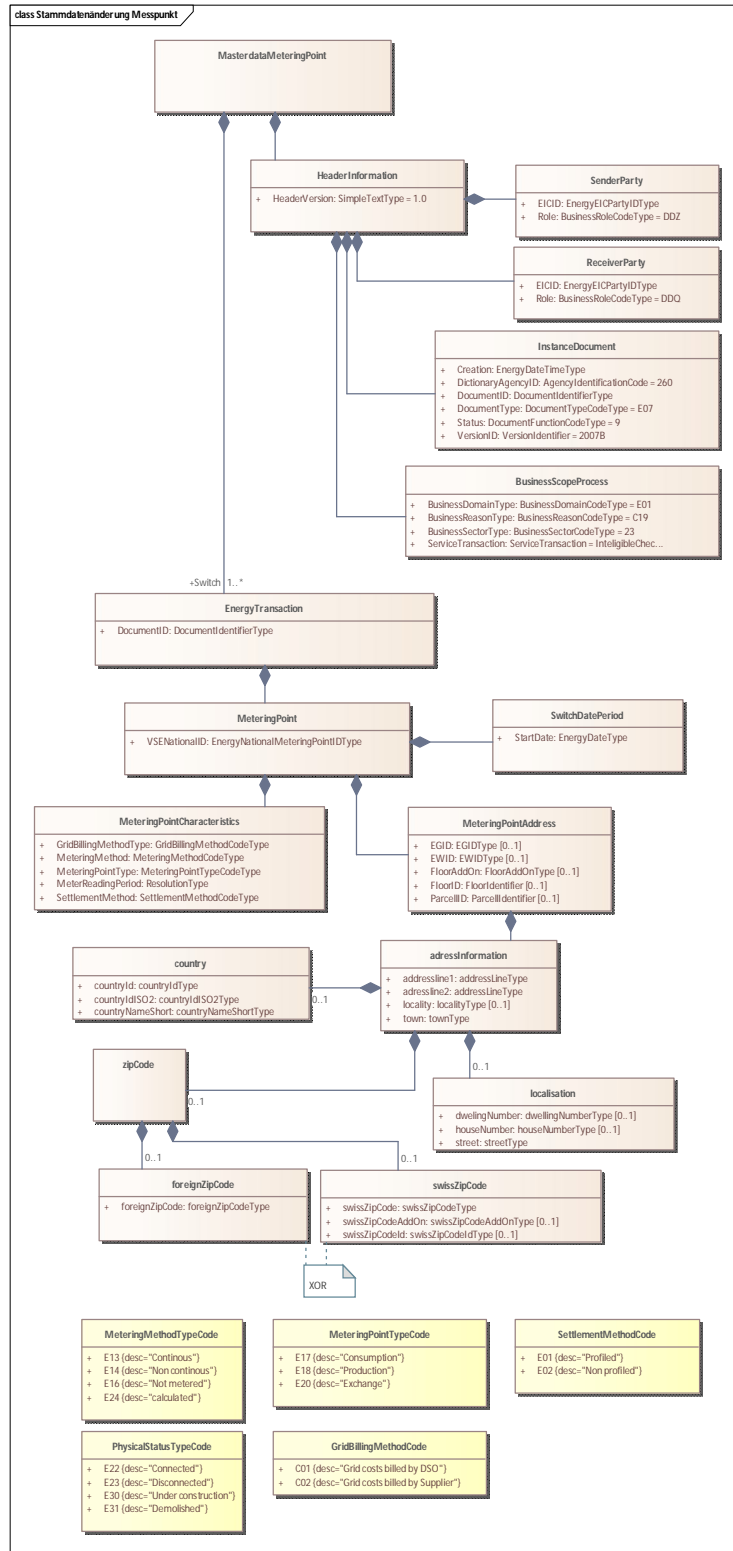 class Stammdatenänderung Messpunkt
MasterdataMeteringPoint
HeaderInformation
+ HeaderVersion: SimpleTextType = 1.0
SenderParty
+ EICID: EnergyEICPartyIDType
+ Role: BusinessRoleCodeType = DDZ
ReceiverParty
+ EICID: EnergyEICPartyIDType
+ Role: BusinessRoleCodeType = DDQ
InstanceDocument
+ Creation: EnergyDateTimeType
+ DictionaryAgencyID: AgencyIdentificationCode = 260
+ DocumentID: DocumentIdentifierType
+ DocumentType: DocumentTypeCodeType = E07
+ Status: DocumentFunctionCodeType = 9
+ VersionID: VersionIdentifier = 2007B
BusinessScopeProcess
+ BusinessDomainType: BusinessDomainCodeType = E01
+ BusinessReasonType: BusinessReasonCodeType = C19
+ BusinessSectorType: BusinessSectorCodeType = 23
+ ServiceTransaction: ServiceTransaction = InteligibleChec...
+Switch 1..*
EnergyTransaction
+ DocumentID: DocumentIdentifierType
MeteringPoint
+ VSENationalID: EnergyNationalMeteringPointIDType
SwitchDatePeriod
+ StartDate: EnergyDateType
MeteringPointCharacteristics
+ GridBillingMethodType: GridBillingMethodCodeType
+ MeteringMethod: MeteringMethodCodeType
+ MeteringPointType: MeteringPointTypeCodeType
+ MeterReadingPeriod: ResolutionType
+ SettlementMethod: SettlementMethodCodeType
MeteringPointAddress
+ EGID: EGIDType [0..1]
+ EWID: EWIDType [0..1]
+ FloorAddOn: FloorAddOnType [0..1]
+ FloorID: FloorIdentifier [0..1]
+ ParcellID: ParcellIdentifier [0..1]
country
+ countryId: countryIdType
+ countryIdISO2: countryIdISO2Type
+ countryNameShort: countryNameShortType
0..1
adressInformation
+ addressline1: addressLineType
+ adressline2: addressLineType
+ locality: localityType [0..1]
+ town: townType
zipCode
0..1
0..1
localisation
+ dwelingNumber: dwellingNumberType [0..1]
+ houseNumber: houseNumberType [0..1]
+ street: streetType
0..1
0..1
foreignZipCode
+ foreignZipCode: foreignZipCodeType
swissZipCode
+ swissZipCode: swissZipCodeType
+ swissZipCodeAddOn: swissZipCodeAddOnType [0..1]
+ swissZipCodeId: swissZipCodeIdType [0..1]
XOR
MeteringMethodTypeCode
+ E13 {desc="Continous"}
+ E14 {desc="Non continous"}
+ E16 {desc="Not metered"}
+ E24 {desc="calculated"}
MeteringPointTypeCode
+ E17 {desc="Consumption"}
+ E18 {desc="Production"}
+ E20 {desc="Exchange"}
SettlementMethodCode
+ E01 {desc="Profiled"}
+ E02 {desc="Non profiled"}
PhysicalStatusTypeCode
+ E22 {desc="Connected"}
+ E23 {desc="Disconnected"}
+ E30 {desc="Under construction"}
+ E31 {desc="Demolished"}
GridBillingMethodCode
+ C01 {desc="Grid costs billed by DSO"}
+ C02 {desc="Grid costs billed by Supplier"}